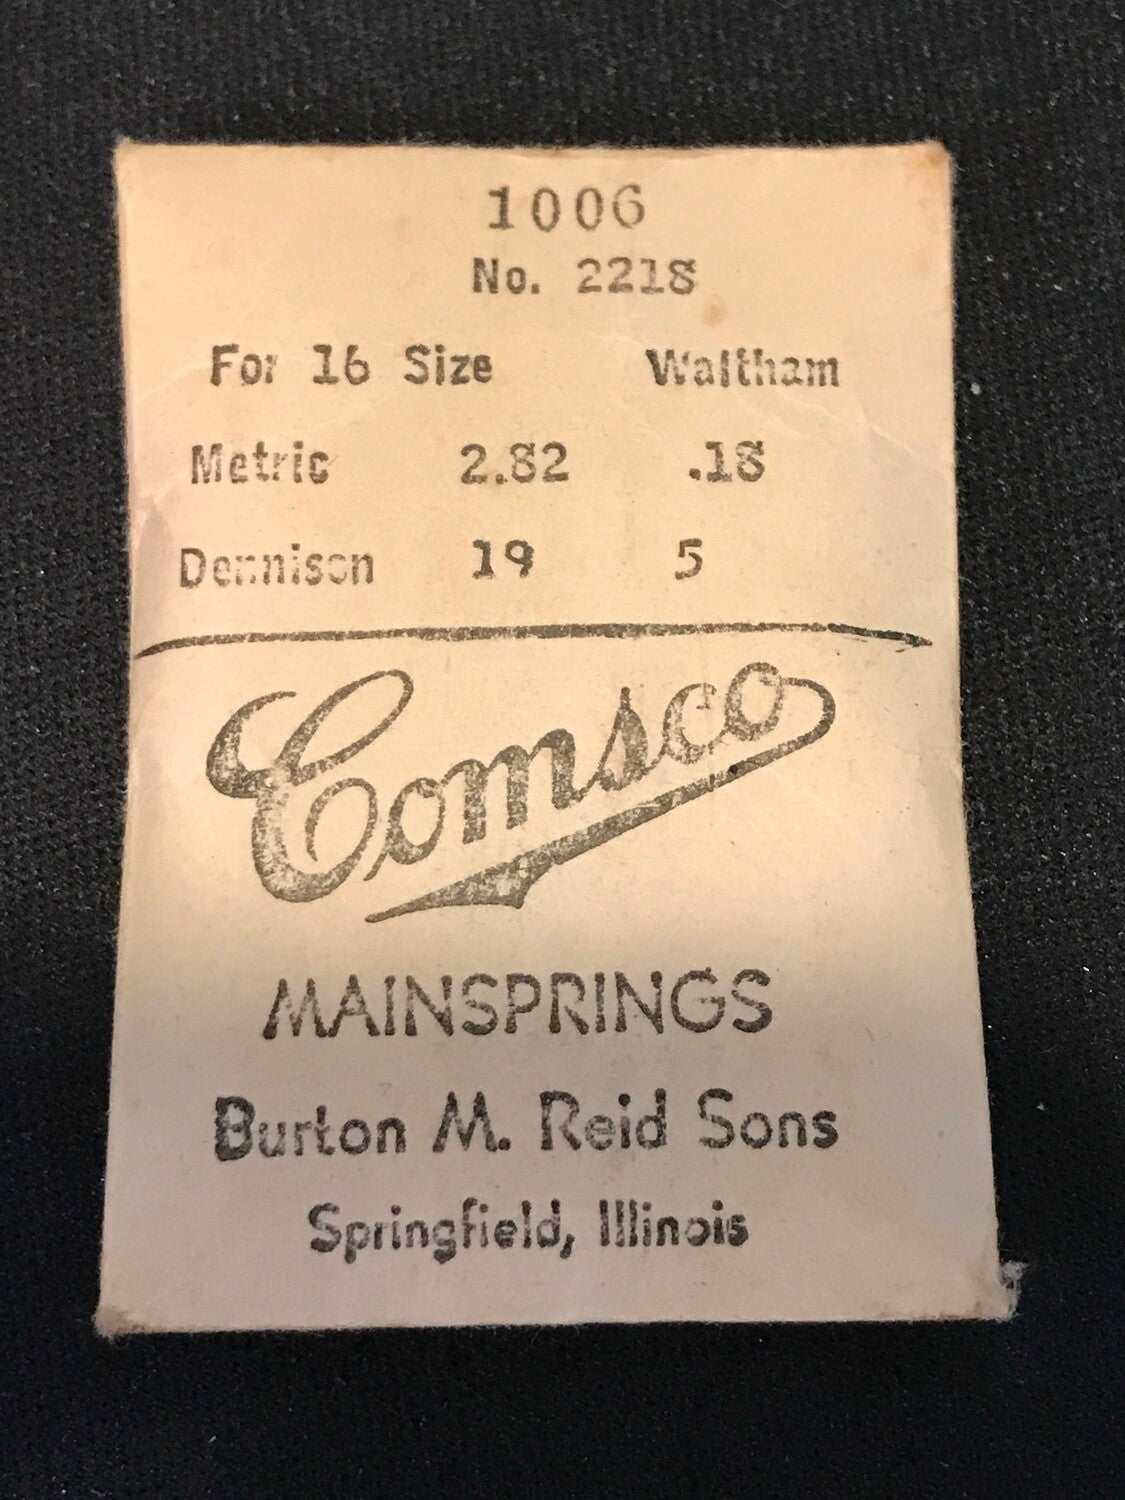 1006
No. 2218
For 16 Size Waltham
Metric 2.82 .18
Dennison 19 5
Comsco
MAINSPRINGS
Burton M. Reid Sons
Springfield, Illinois